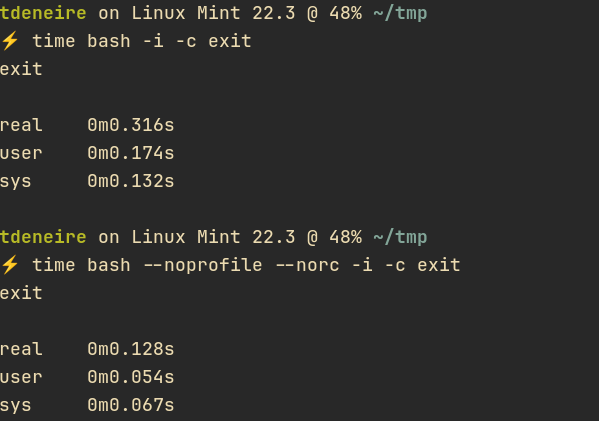 tdeneire on Linux Mint 22.3 @ 48% ~/tmp
⚡ time bash -i -c exit
exit
real 0m0.316s
user 0m0.174s
sys 0m0.132s
tdeneire on Linux Mint 22.3 @ 48% ~/tmp
⚡ time bash --noprofile --norc -i -c exit
exit
real 0m0.128s
user 0m0.054s
sys 0m0.067s